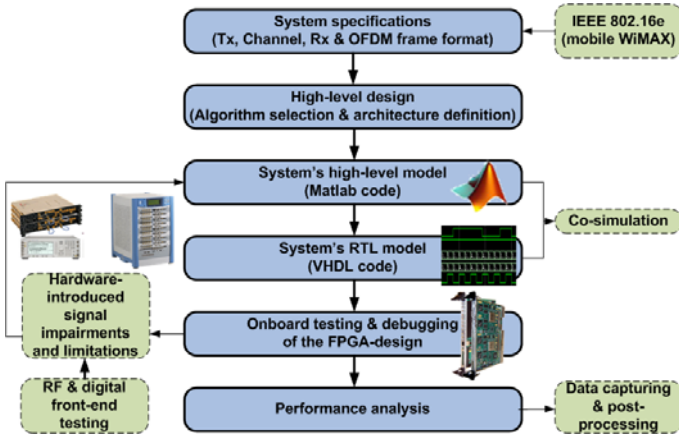 System specifications
(Tx, Channel, Rx & OFDM frame format)
IEEE 802.16e
(mobile WiMAX)
High-level design
(Algorithm selection & architecture definition)
System's high-level model
(Matlab code)
Co-simulation
System's RTL model
(VHDL code)
Hardware-
introduced
signal
impairments
and limitations
Onboard testing & debugging
of the FPGA-design
RF & digital
front-end
testing
Performance analysis
Data capturing
& post-
processing